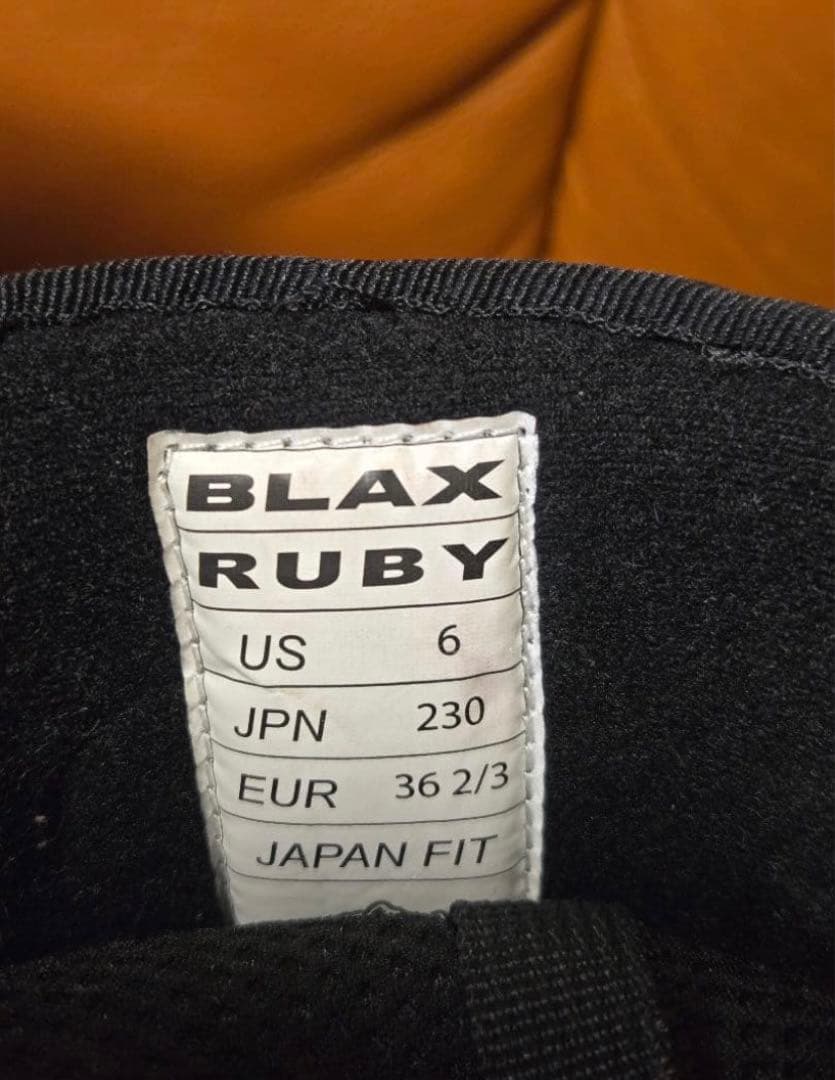 BLAX
RUBY
US 6
JPN 230
EUR 36 2/3
JAPAN FIT